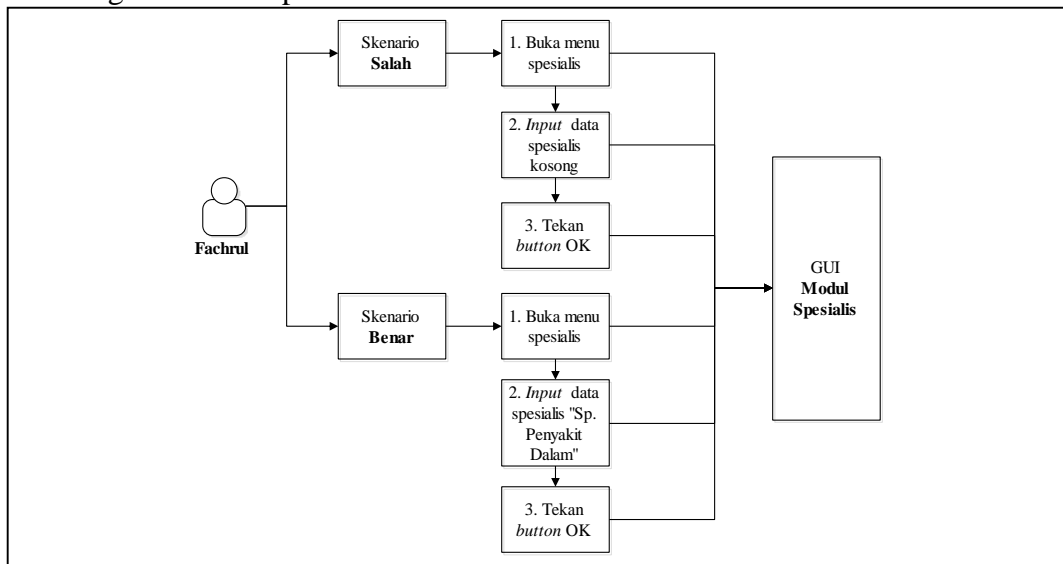 Skenario
Salah
1. Buka menu
spesialis
2. Input data
spesialis
kosong
3. Tekan
button OK
Fachrul
Skenario
Benar
1. Buka menu
spesialis
2. Input data
spesialis "Sp.
Penyakit
Dalam"
3. Tekan
button OK
GUI
Modul
Spesialis